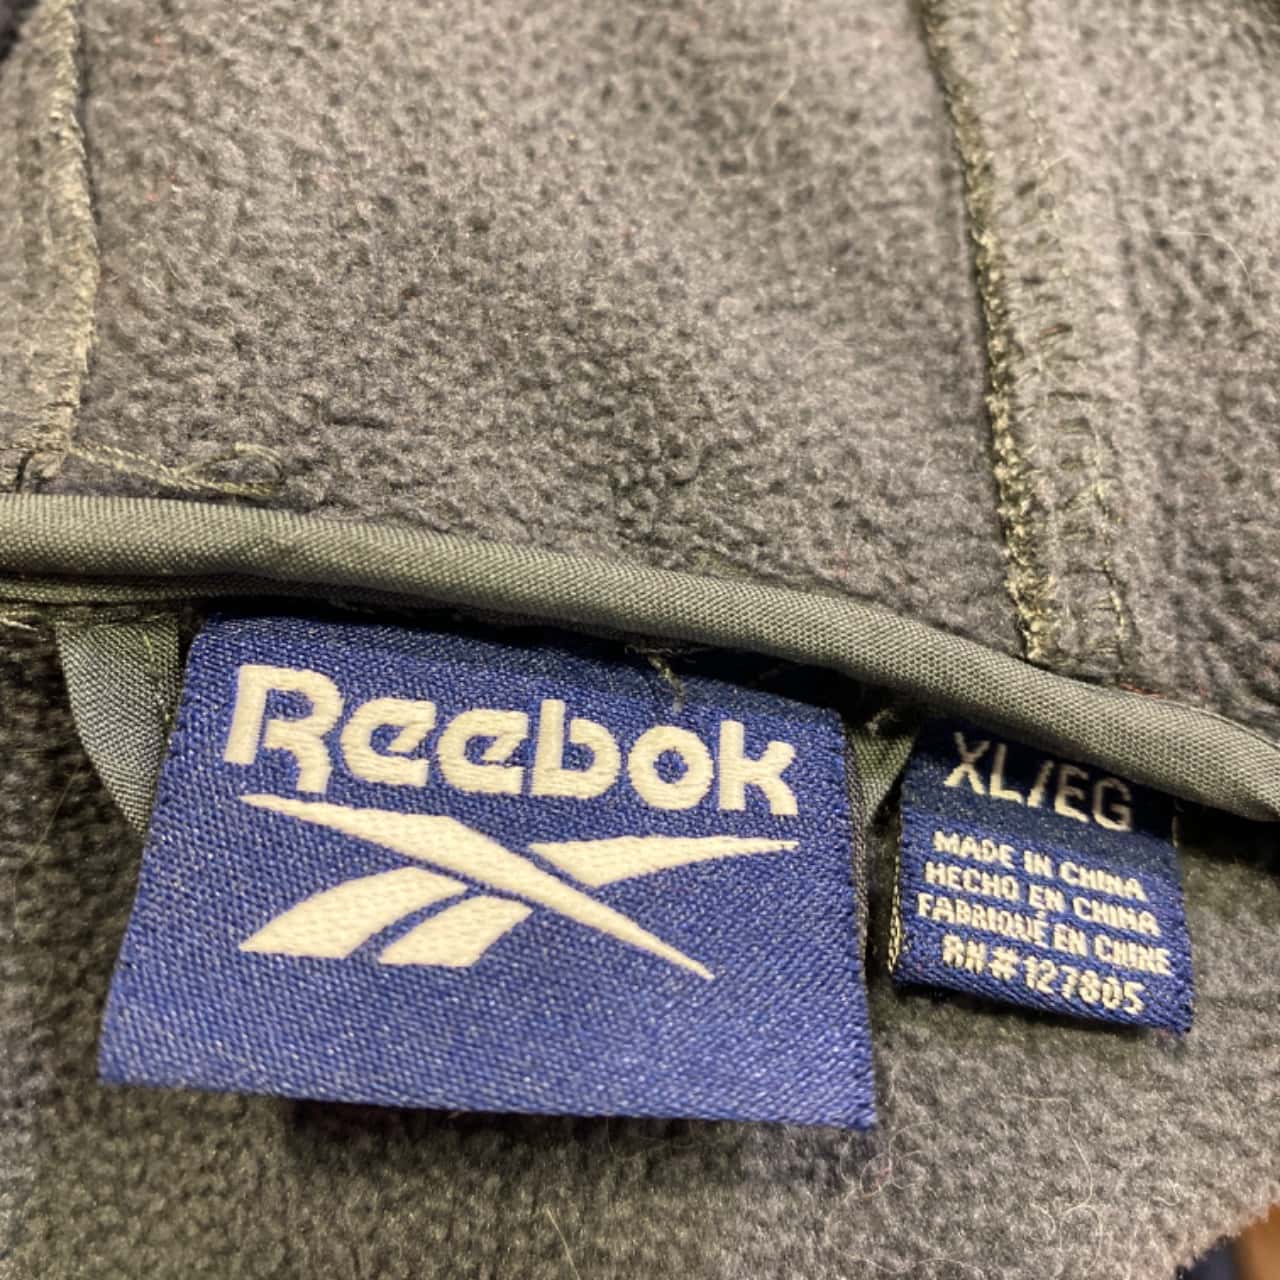 Reebok
XL/EG
MADE IN CHINA
HECHO EN CHINA
FABRIQUÉ EN CHINE
RN#127805